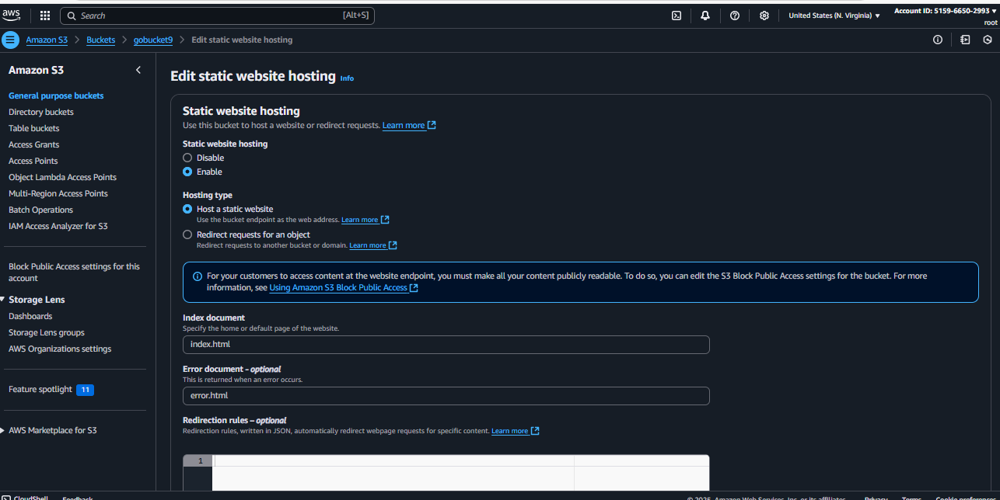 aws Search [Alt+S] United States (N. Virginia) Account ID: 5159-6650-2993
root
Amazon S3 > Buckets > gobucket9 > Edit static website hosting
Amazon S3
General purpose buckets
Directory buckets
Table buckets
Access Grants
Access Points
Object Lambda Access Points
Multi-Region Access Points
Batch Operations
IAM Access Analyzer for S3
Block Public Access settings for this
account
Storage Lens
Dashboards
Storage Lens groups
AWS Organizations settings
Feature spotlight 11
AWS Marketplace for S3
Edit static website hosting Info
Static website hosting
Use this bucket to host a website or redirect requests. Learn more
Static website hosting
Disable
Enable
Hosting type
Host a static website
Use the bucket endpoint as the web address. Learn more
Redirect requests for an object
Redirect requests to another bucket or domain. Learn more
For your customers to access content at the website endpoint, you must make all your content publicly readable. To do so, you can edit the S3 Block Public Access settings for the bucket. For more
information, see Using Amazon S3 Block Public Access
Index document
Specify the home or default page of the website.
index.html
Error document – optional
This is returned when an error occurs.
error.html
Redirection rules – optional
Redirection rules, written in JSON, automatically redirect webpage requests for specific content. Learn more
1
CloudShell Feedback © 2025, Amazon Web Services, Inc. or its affiliates. Privacy Terms Cookie preferences